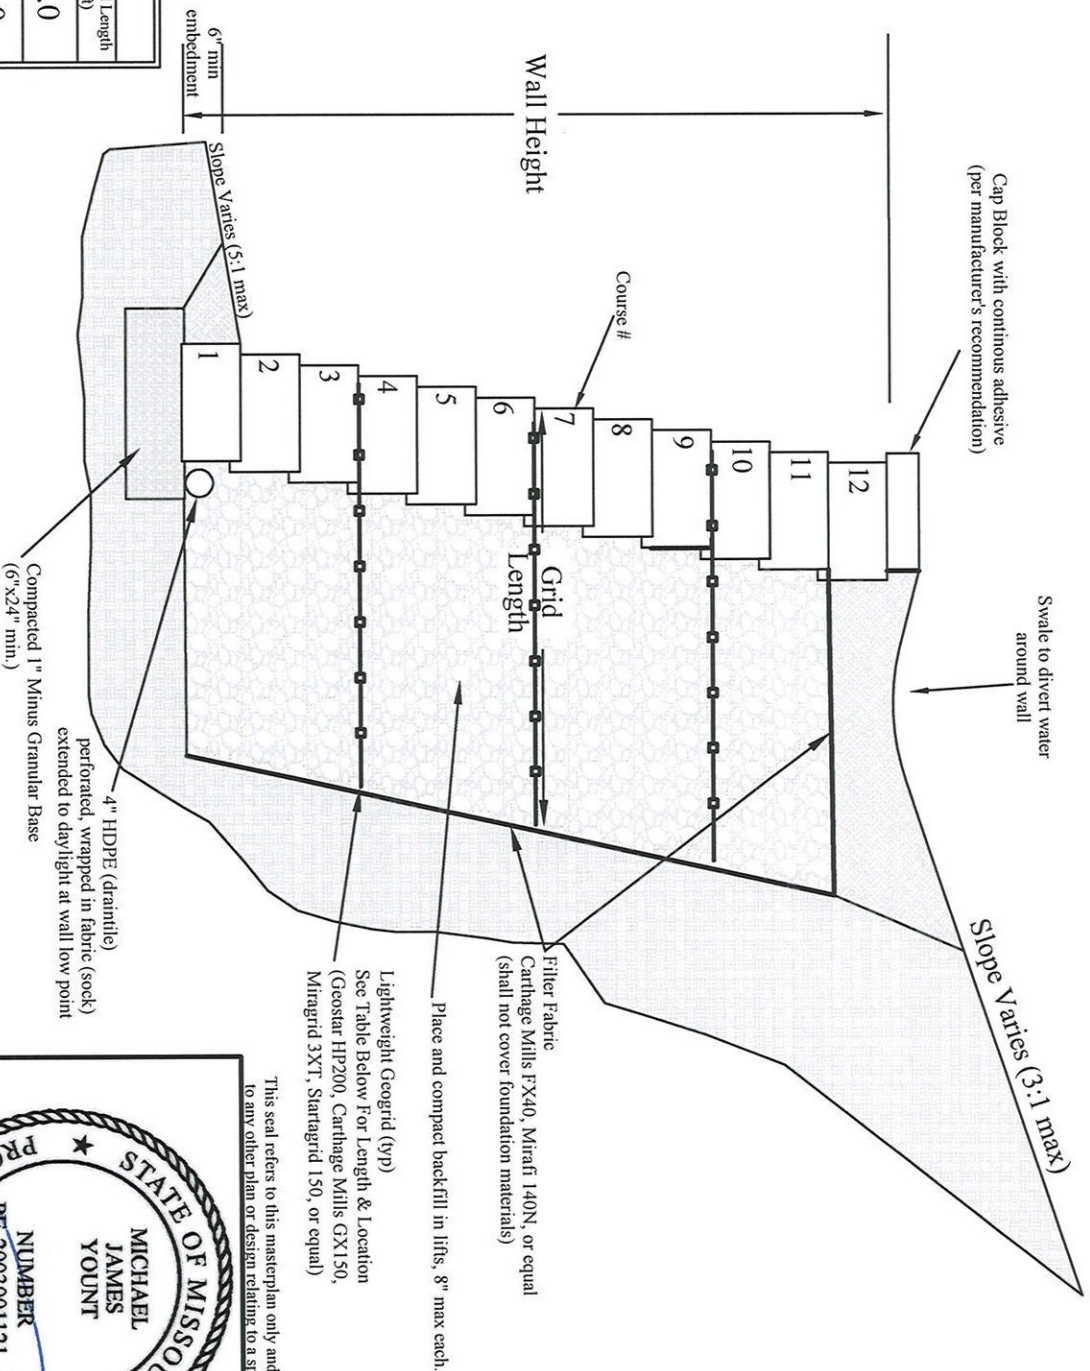 Length
t)
.0
6" min
embedment
Wall Height
Cap Block with continous adhesive
(per manufacturer's recommendation)
Slope Varies (5:1 max)
Course #
Swale to divert water
around wall
1
2
3
4
5
6
7
8
9
10
11
12
Grid
Length
Slope Varies (3:1 max)
Compacted 1" Minus Granular Base
(6"x24" min.)
4" HDPE (draintile)
perforated, wrapped in fabric (sock)
extended to daylight at wall low point
Filter Fabric
Carthage Mills FX40, Mirafi 140N, or equal
(shall not cover foundation materials)
Place and compact backfill in lifts, 8" max each.
Lightweight Geogrid (typ)
See Table Below For Length & Location
(Geostar HP200, Carthage Mills GX150,
Miragrid 3XT, Startagrid 150, or equal)
This seal refers to this masterplan only and
to any other plan or design relating to a sp
STATE OF MISSOU
MICHAEL
JAMES
YOUNT
NUMBER